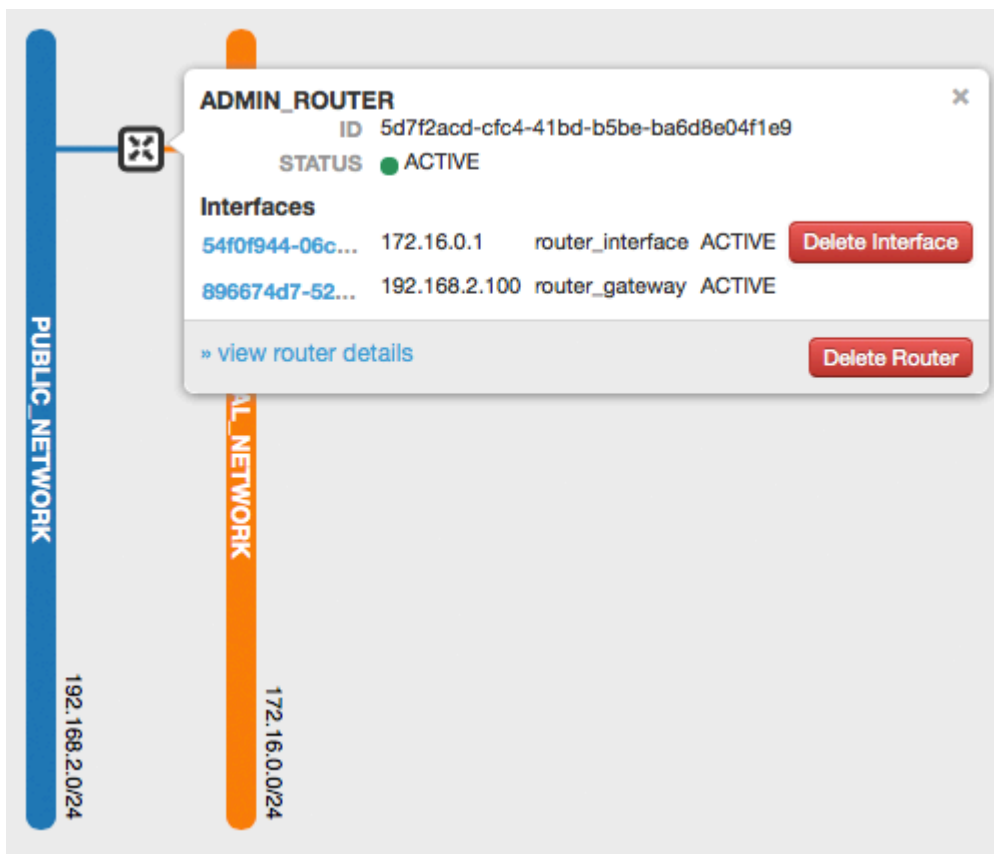 ADMIN_ROUTER ×
ID 5d7f2acd-cfc4-41bd-b5be-ba6d8e04f1e9
STATUS ACTIVE
Interfaces
54f0f944-06c... 172.16.0.1 router_interface ACTIVE Delete Interface
896674d7-52... 192.168.2.100 router_gateway ACTIVE
» view router details Delete Router
PUBLIC_NETWORK
AL_NETWORK
192.168.2.0/24
172.16.0.0/24